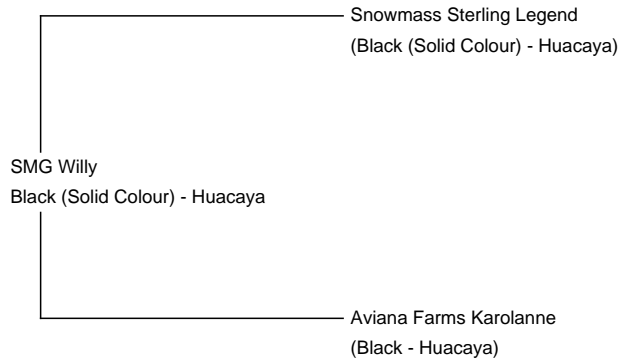 Snowmass Sterling Legend
(Black (Solid Colour) - Huacaya)
SMG Willy
Black (Solid Colour) - Huacaya
Aviana Farms Karolanne
(Black - Huacaya)